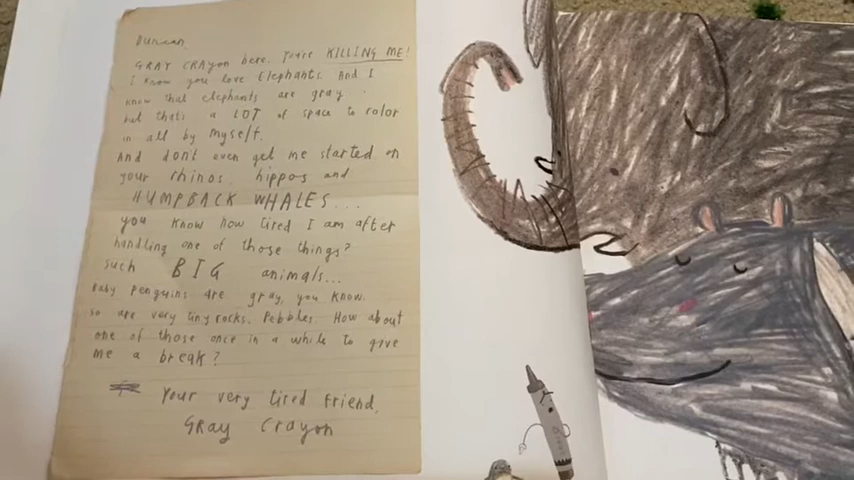 Duncan,
GRAY CRAYON here. You're KILLING ME!
I know you love Elephants. And I
know that elephants are gray.
but that's a LOT of space to color
in all by myself.
And don't even get me started on
your rhinos, hippos and
HUMPBACK WHALES...
you know how tired I am after
handling one of those things?
such BIG animals...
Baby penguins are gray, you know.
so are very tiny rocks. Pebbles. How about
one of those once in a while to give
me a break?
Your very tired friend,
GRay Crayon